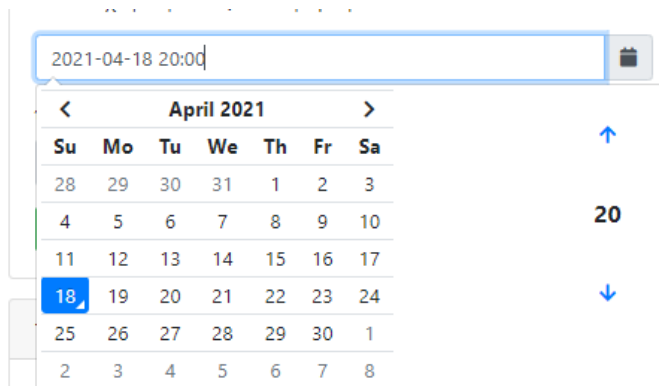 2021-04-18 20:00
April 2021
Su Mo Tu We Th Fr Sa
28 29 30 31 1 2 3
4 5 6 7 8 9 10
20
11 12 13 14 15 16 17
18 19 20 21 22 23 24
25 26 27 28 29 30 1
2 3 4 5 6 7 8